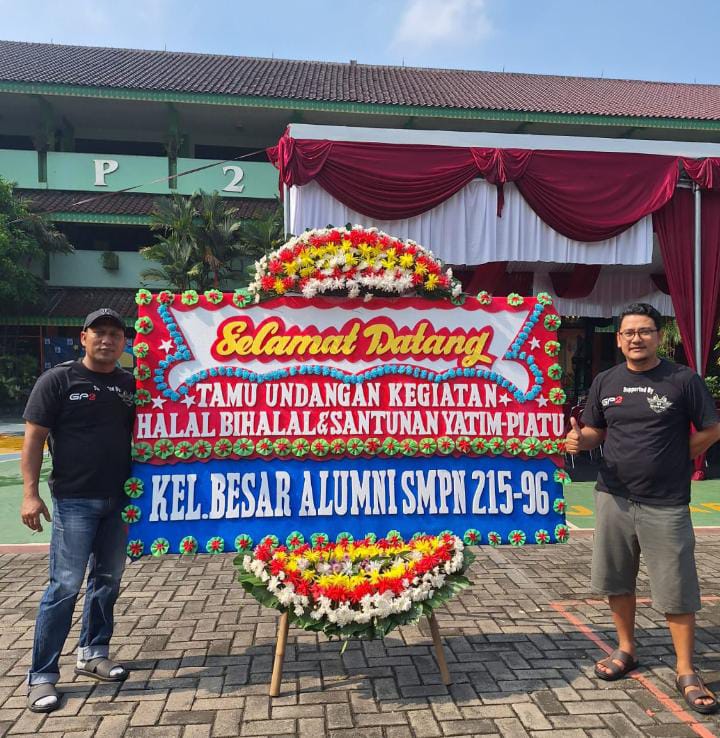 P 2
Selamat Datang
TAMU UNDANGAN KEGIATAN
HALAL BIHALAL & SANTUNAN YATIM-PIATU
KEL. BESAR ALUMNI SMPN 215-96
GP2
Supported By
GP2